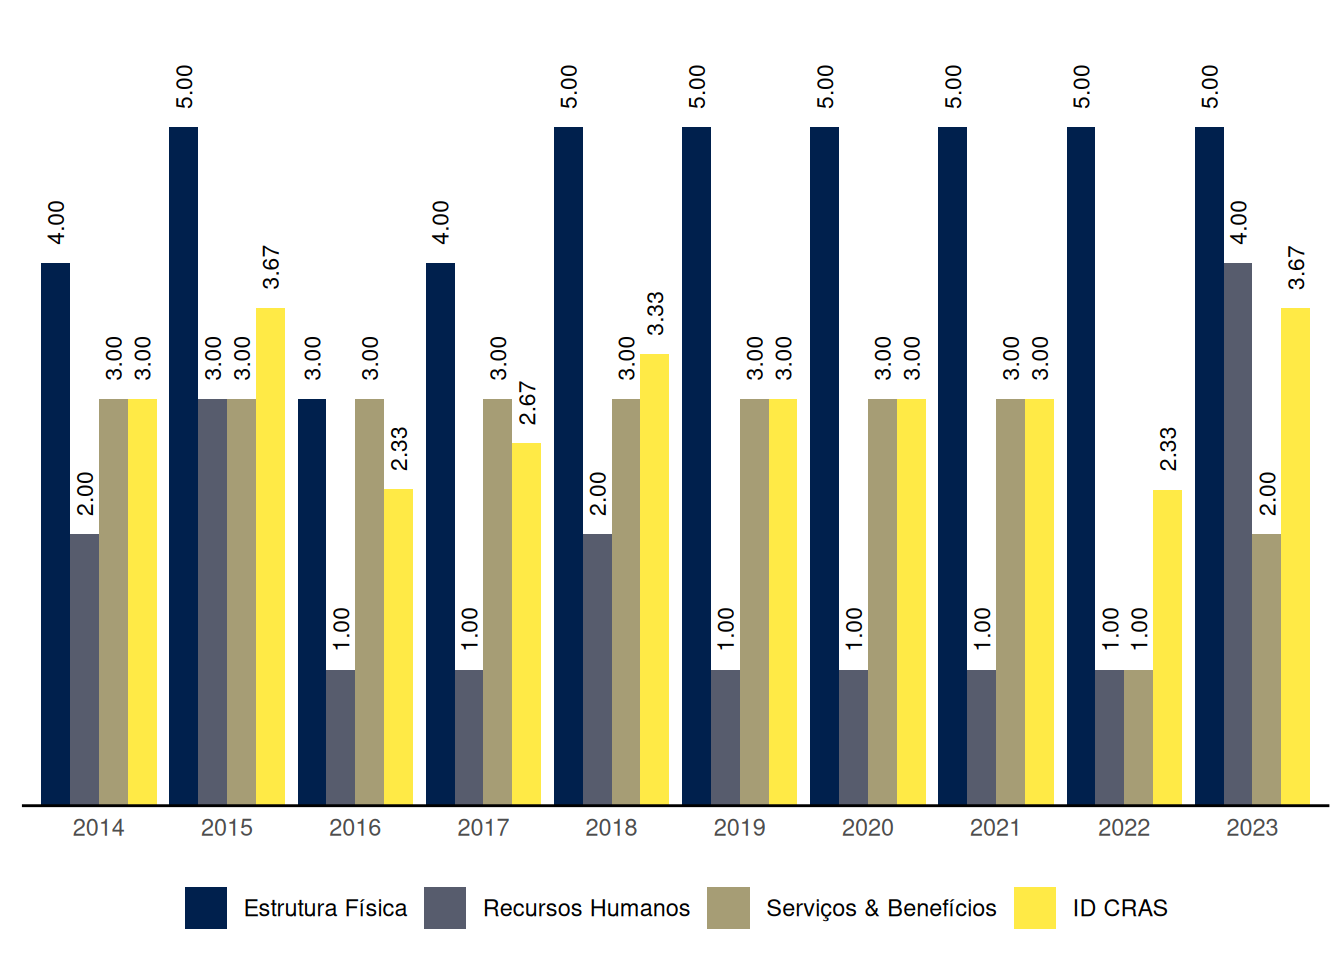 4.00 2.00 3.00 3.00
5.00 3.00 3.00 3.67
3.00 1.00 3.00 2.33
4.00 1.00 3.00 2.67
5.00 2.00 3.00 3.33
5.00 1.00 3.00 3.00
5.00 1.00 3.00 3.00
5.00 1.00 3.00 3.00
5.00 1.00 1.00 2.33
5.00 4.00 2.00 3.67
2014 2015 2016 2017 2018 2019 2020 2021 2022 2023
Estrutura Física Recursos Humanos Serviços & Benefícios ID CRAS